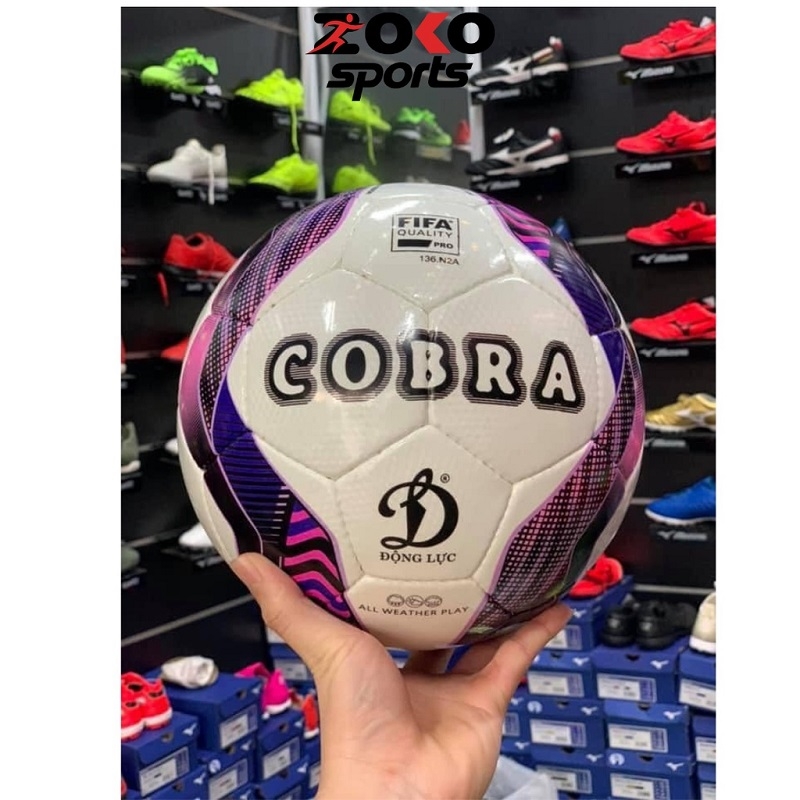 ZOKO
sports
FIFA®
QUALITY
PRO
136.N2A
COBRA
®
ĐỘNG LỰC
ALL WEATHER PLAY